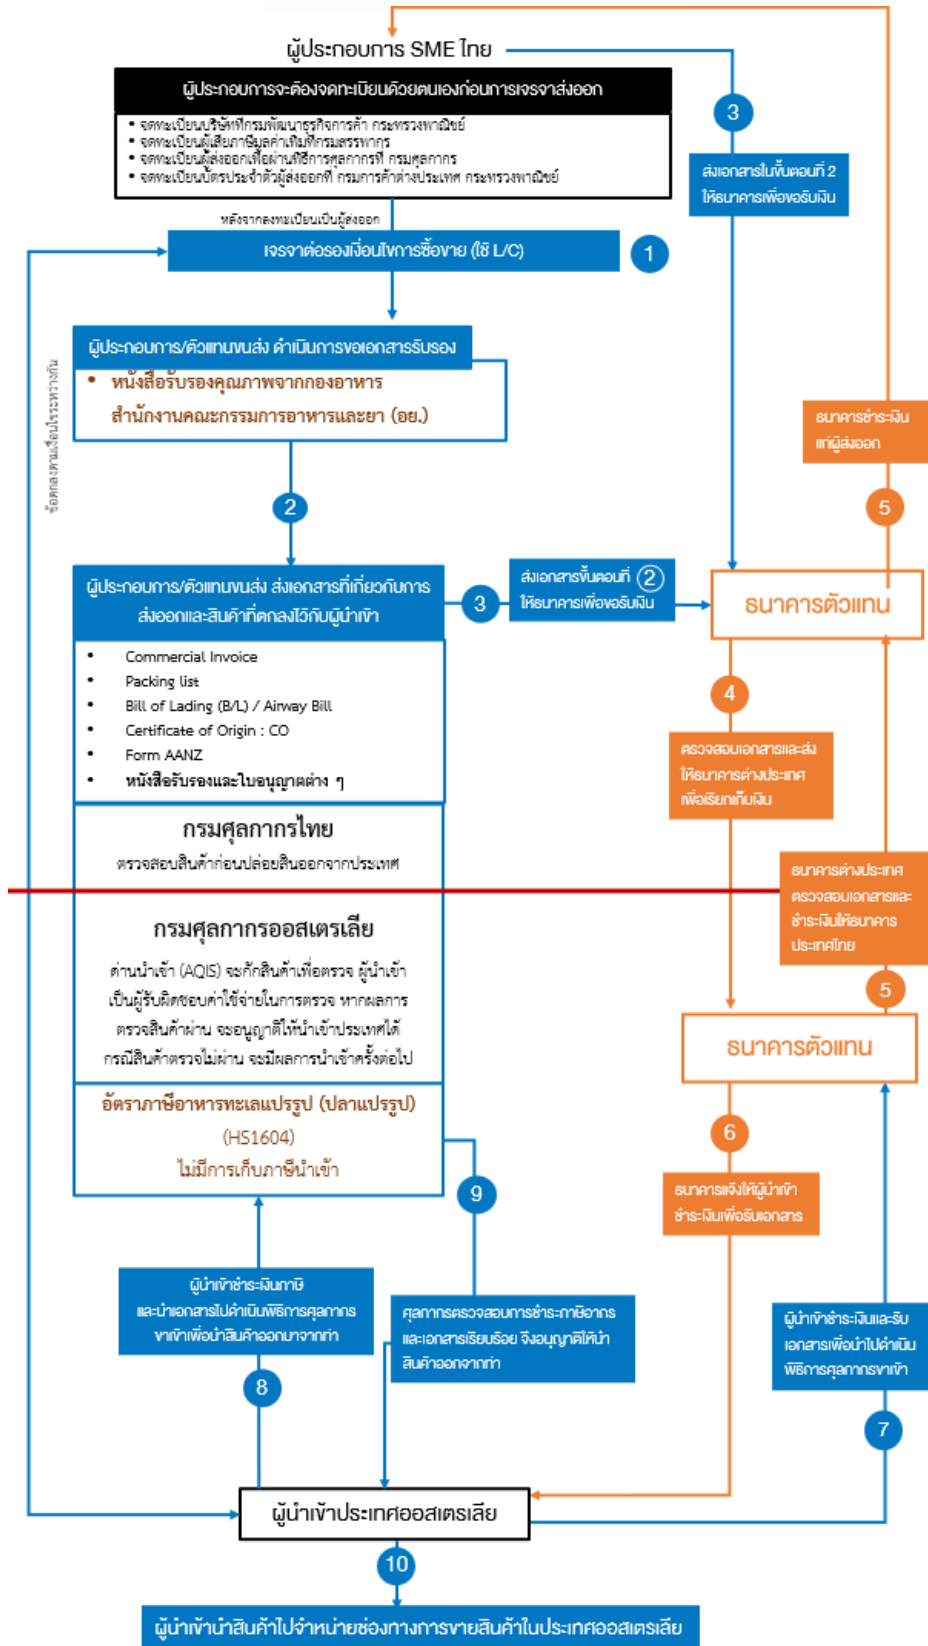 ผู้ประกอบการ SME ไทย
ผู้ประกอบการจะต้องจดทะเบียนด้วยตนเองก่อนการเจรจาส่งออก
• จดทะเบียนบริษัทที่กรมพัฒนาธุรกิจการค้า กระทรวงพาณิชย์
• จดทะเบียนผู้เสียภาษีมูลค่าเพิ่มที่กรมสรรพากร
• จดทะเบียนผู้ส่งออกเพื่อผ่านพิธีการศุลกากรที่ กรมศุลกากร
• จดทะเบียนบัตรประจำตัวผู้ส่งออกที่ กรมการค้าต่างประเทศ กระทรวงพาณิชย์
3
ส่งเอกสารในขั้นตอนที่ 2
ให้ธนาคารเพื่อขอรับเงิน
หลังจากลงทะเบียนเป็นผู้ส่งออก
เจรจาต่อรองเงื่อนไขการซื้อขาย (ใช้ L/C)
1
ข้อตกลงตามเงื่อนไขระหว่างกัน
ผู้ประกอบการ/ตัวแทนขนส่ง ดำเนินการขอเอกสารรับรอง
• หนังสือรับรองคุณภาพจากกองอาหาร
สำนักงานคณะกรรมการอาหารและยา (อย.)
ธนาคารชำระเงิน
แก่ผู้ส่งออก
5
2
ผู้ประกอบการ/ตัวแทนขนส่ง ส่งเอกสารที่เกี่ยวกับการ
ส่งออกและสินค้าที่ตกลงไว้กับผู้นำเข้า
3
ส่งเอกสารขั้นตอนที่ 2
ให้ธนาคารเพื่อขอรับเงิน
ธนาคารตัวแทน
• Commercial Invoice
• Packing list
• Bill of Lading (B/L) / Airway Bill
• Certificate of Origin : CO
• Form AANZ
• หนังสือรับรองและใบอนุญาตต่าง ๆ
4
ตรวจสอบเอกสารและส่ง
ให้ธนาคารต่างประเทศ
เพื่อเรียกเก็บเงิน
กรมศุลกากรไทย
ตรวจสอบสินค้าก่อนปล่อยสินออกจากประเทศ
ธนาคารต่างประเทศ
ตรวจสอบเอกสารและ
ชำระเงินให้ธนาคาร
ประเทศไทย
5
กรมศุลกากรออสเตรเลีย
ด่านนำเข้า (AQIS) จะกักสินค้าเพื่อตรวจ ผู้นำเข้า
เป็นผู้รับผิดชอบค่าใช้จ่ายในการตรวจ หากผลการ
ตรวจสินค้าผ่าน จะอนุญาติให้นำเข้าประเทศได้
กรณีสินค้าตรวจไม่ผ่าน จะมีผลการนำเข้าครั้งต่อไป
ธนาคารตัวแทน
อัตราภาษีอาหารทะเลแปรรูป (ปลาแปรรูป)
(HS1604)
ไม่มีการเก็บภาษีนำเข้า
6
ธนาคารแจ้งให้ผู้นำเข้า
ชำระเงินเพื่อรับเอกสาร
9
ผู้นำเข้าชำระเงินภาษี
และนำเอกสารไปดำเนินพิธีการศุลกากร
ขาเข้าเพื่อนำสินค้าออกมาจากท่า
8
ศุลกากรตรวจสอบการชำระภาษีอากร
และเอกสารเรียบร้อย จึงอนุญาติให้นำ
สินค้าออกจากท่า
ผู้นำเข้าชำระเงินและรับ
เอกสารเพื่อนำไปดำเนิน
พิธีการศุลกากรขาเข้า
7
ผู้นำเข้าประเทศออสเตรเลีย
10
ผู้นำเข้านำสินค้าไปจำหน่ายช่องทางการขายสินค้าในประเทศออสเตรเลีย